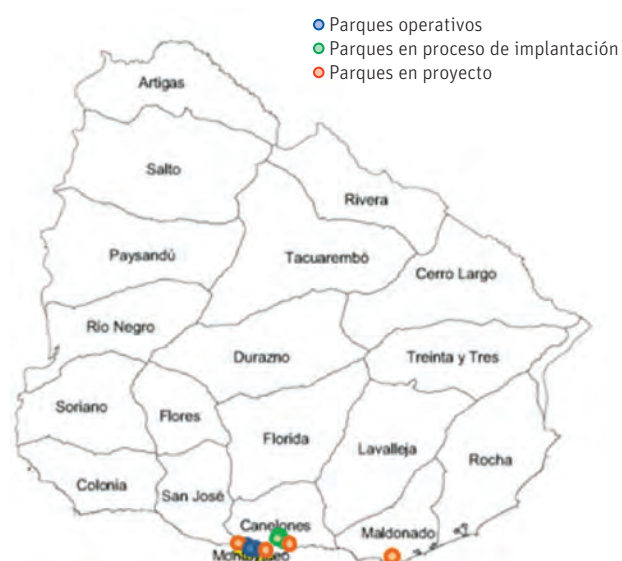 Parques operativos
Parques en proceso de implantación
Parques en proyecto
Artigas
Salto
Rivera
Paysandú
Tacuarembó
Cerro Largo
Río Negro
Durazno
Treinta y Tres
Soriano
Flores
Florida
Lavalleja
Rocha
Colonia
San José
Canelones
Maldonado
Montevideo